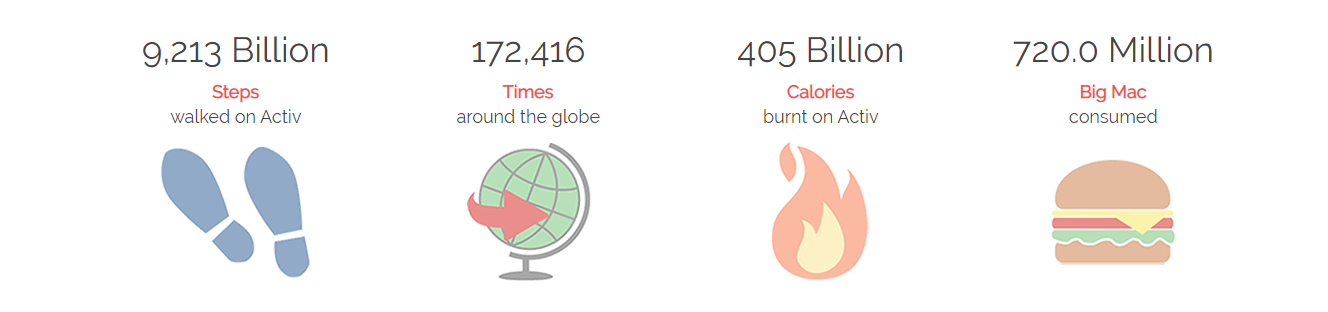 9,213 Billion
Steps
walked on Activ
172,416
Times
around the globe
405 Billion
Calories
burnt on Activ
720.0 Million
Big Mac
consumed